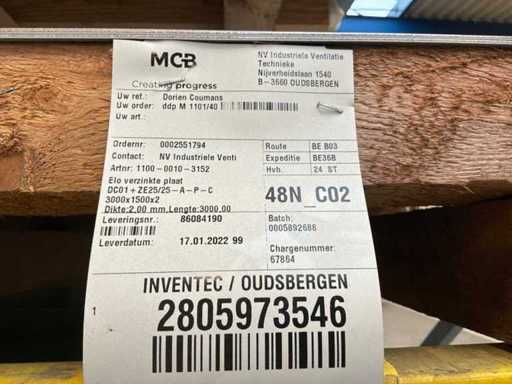 MCB
Creating progress
NV Industriele Ventilatie
Technieke
Nijverheidslaan 1540
B-3660 OUDSBERGEN
Uw ref.: Dorien Coumans
Uw order: ddp M 1101/40
Uw art.:
Ordernr: 0002551794
Contact: NV Industriele Venti
Artnr: 1100-0010-3152
Elo verzinkte plaat
DC01+ZE25/25-A-P-C
3000x1500x2
Dikte:2,00 mm,Lengte:3000,00
Route BE B03
Expeditie BE36B
Hvh. 24 ST
48N_C02
Leveringsnr.: 86084190
Leverdatum: 17.01.2022 99
Batch:
0005892688
Chargenummer:
67864
INVENTEC / OUDSBERGEN
2805973546
1